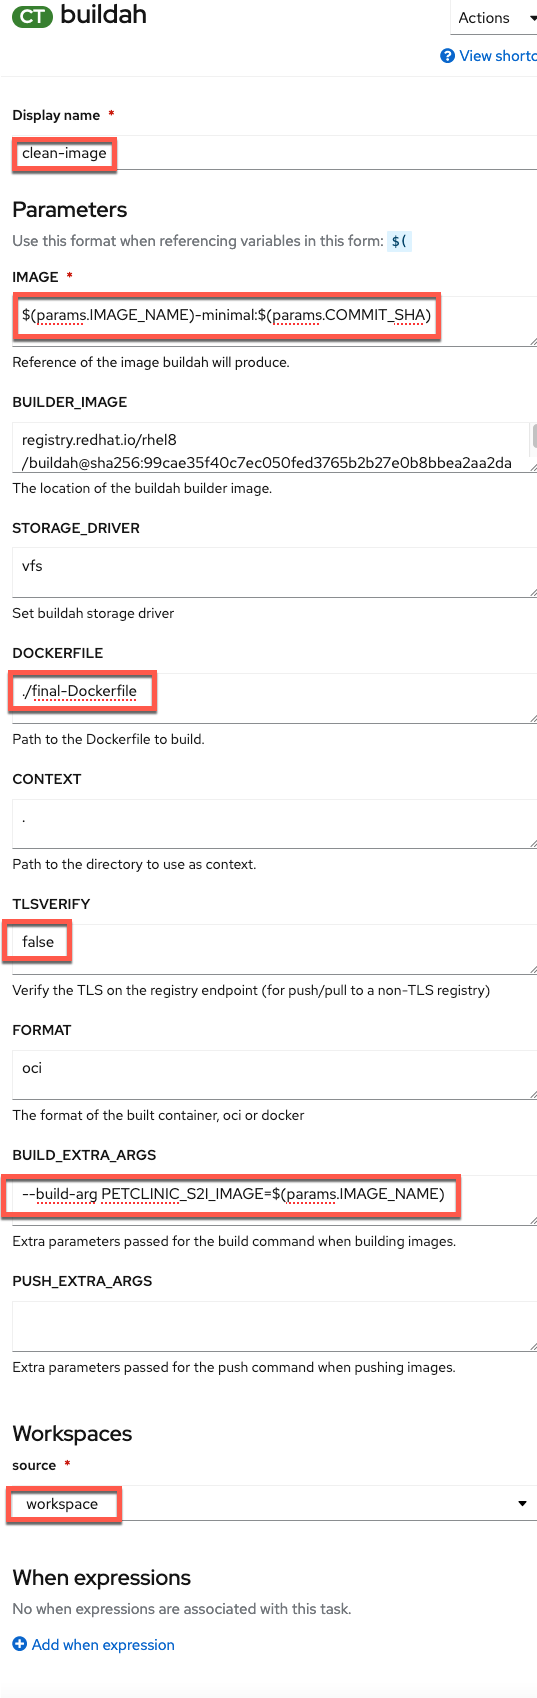 CT buildah
Actions
View shortc
Display name *
clean-image
Parameters
Use this format when referencing variables in this form: $(
IMAGE *
$(params.IMAGE_NAME)-minimal:$(params.COMMIT_SHA)
Reference of the image buildah will produce.
BUILDER_IMAGE
registry.redhat.io/rhel8
/buildah@sha256:99cae35f40c7ec050fed3765b2b27e0b8bbea2aa2da
The location of the buildah builder image.
STORAGE_DRIVER
vfs
Set buildah storage driver
DOCKERFILE
./final-Dockerfile
Path to the Dockerfile to build.
CONTEXT
.
Path to the directory to use as context.
TLSVERIFY
false
Verify the TLS on the registry endpoint (for push/pull to a non-TLS registry)
FORMAT
oci
The format of the built container, oci or docker
BUILD_EXTRA_ARGS
--build-arg PETCLINIC_S2I_IMAGE=$(params.IMAGE_NAME)
Extra parameters passed for the build command when building images.
PUSH_EXTRA_ARGS
Extra parameters passed for the push command when pushing images.
Workspaces
source *
workspace
When expressions
No when expressions are associated with this task.
Add when expression